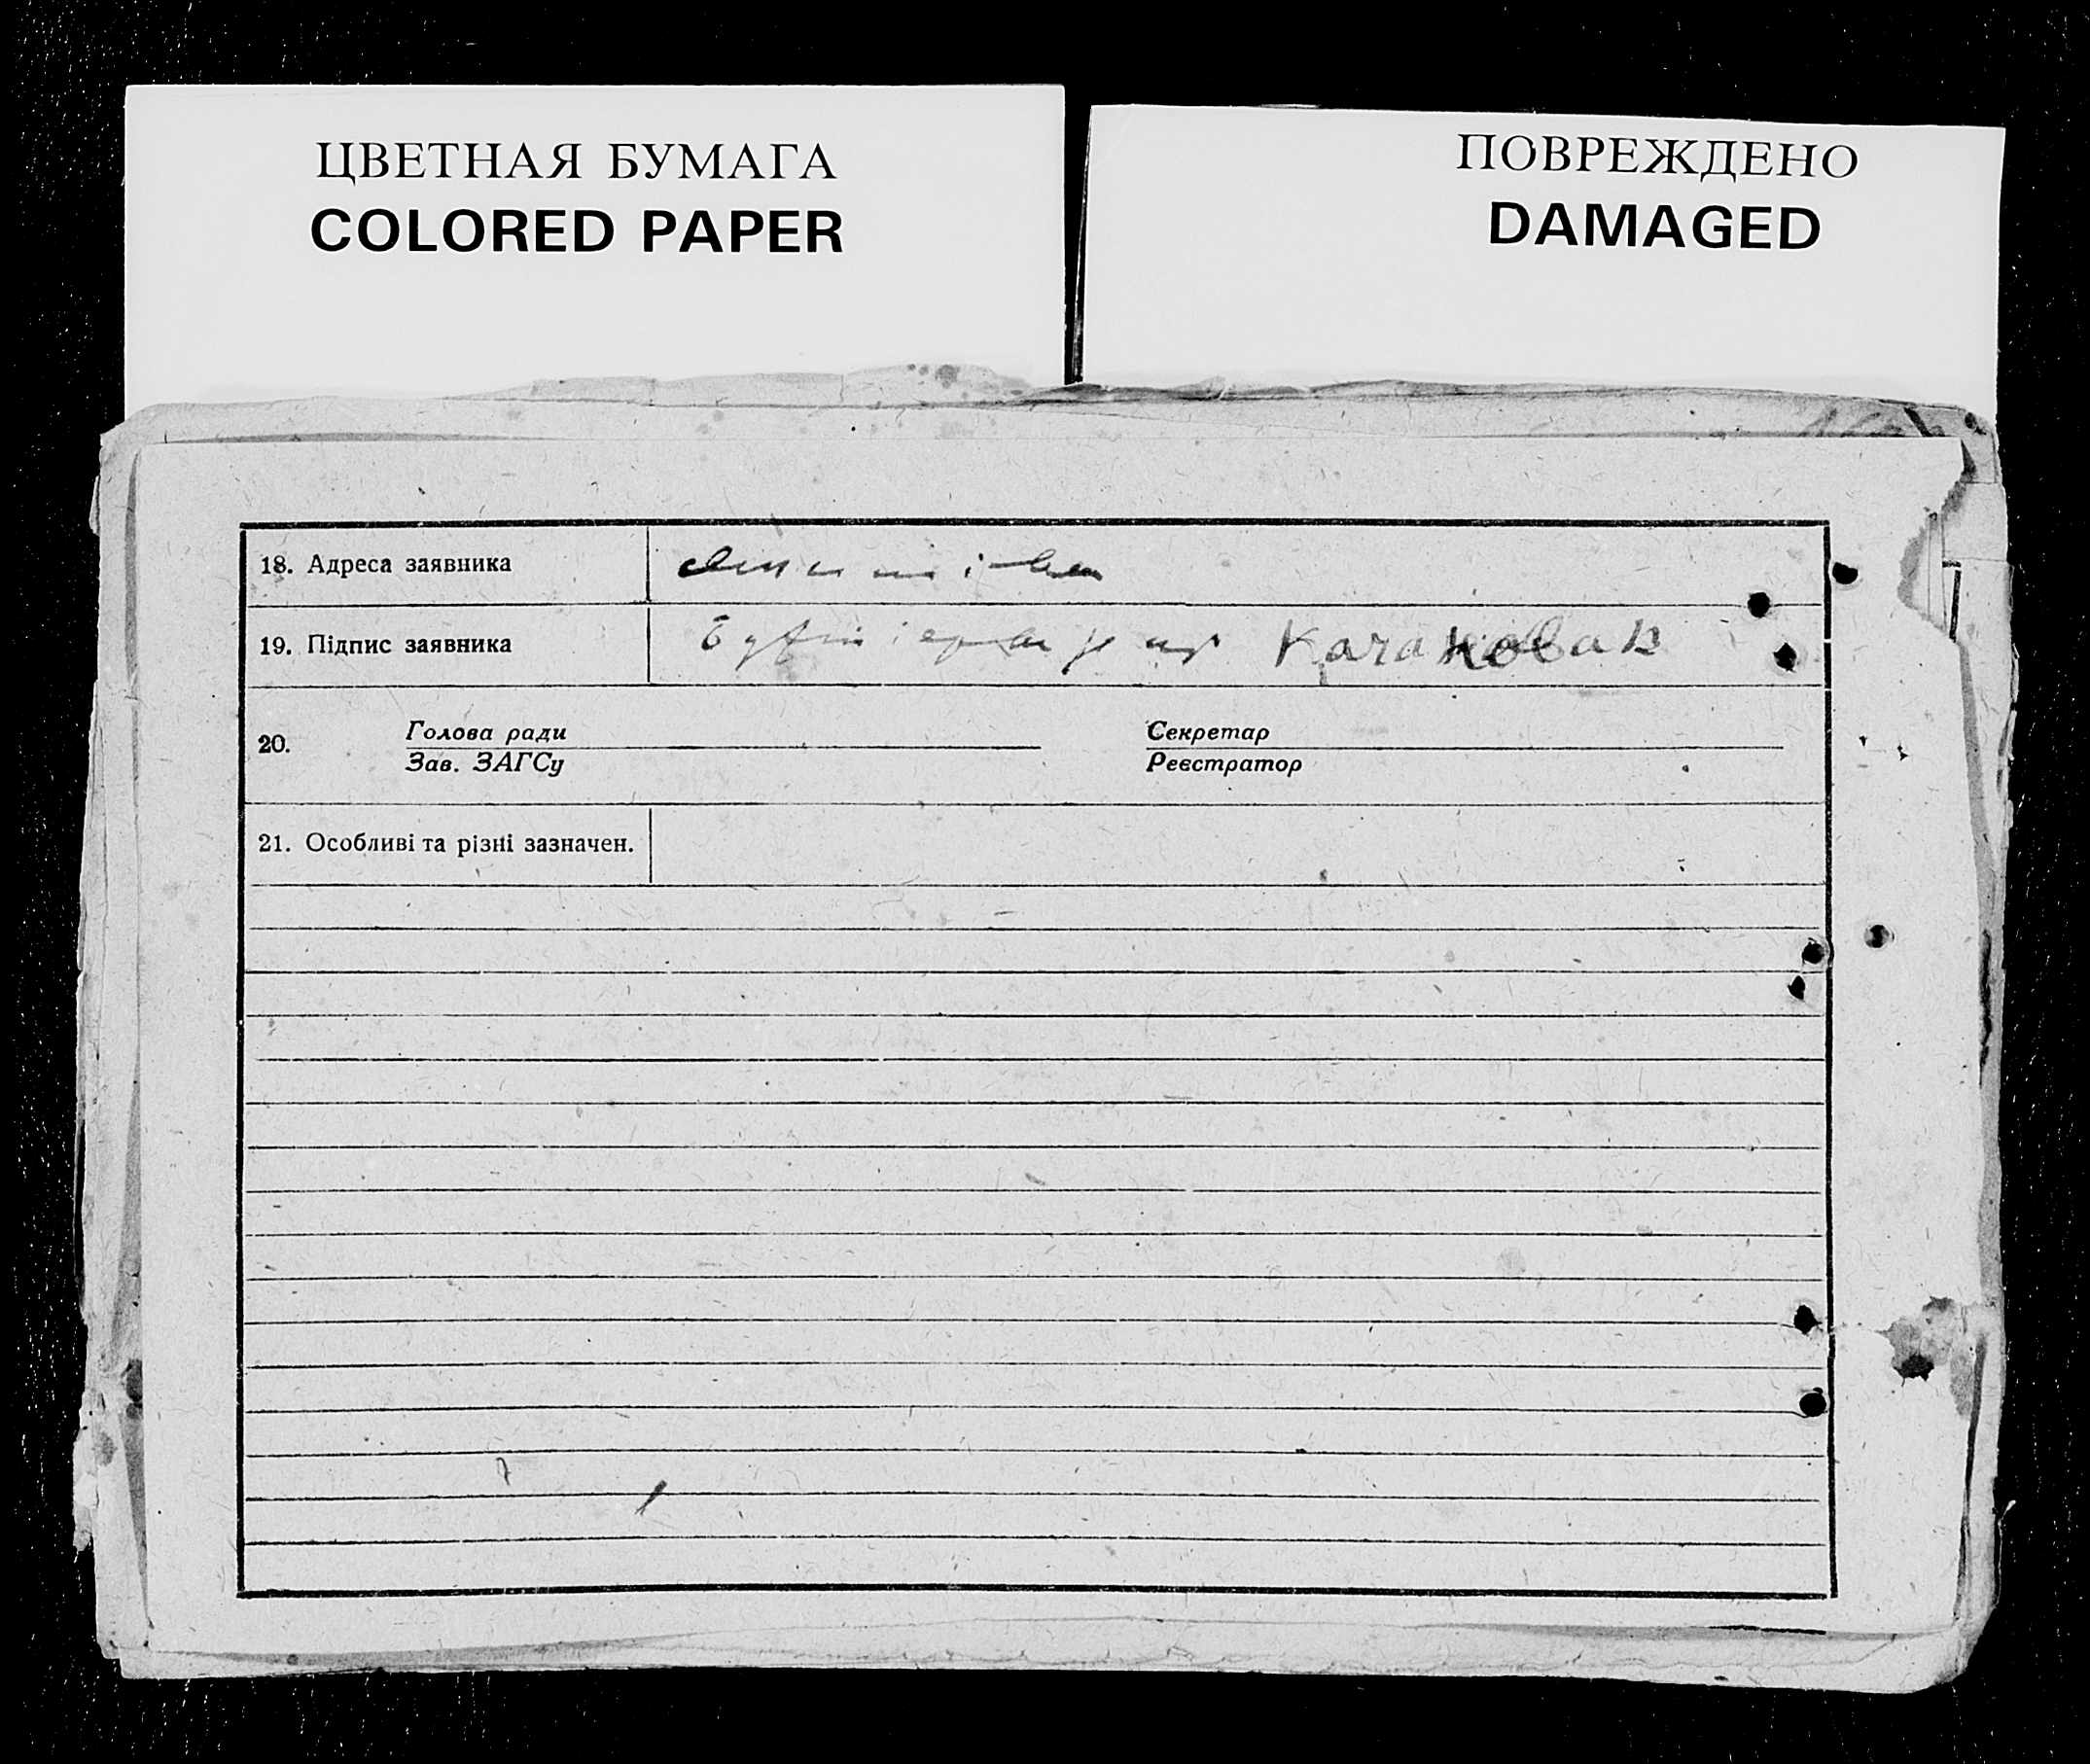 ЦВЕТНАЯ БУМАГА
COLORED PAPER
ПОВРЕЖДЕНО
DAMAGED
18. Адреса заявника
19. Підпис заявника
20. Голова ради Секретар
Зав. ЗАГСу Реєстратор
21. Особливі та різні зазначен.